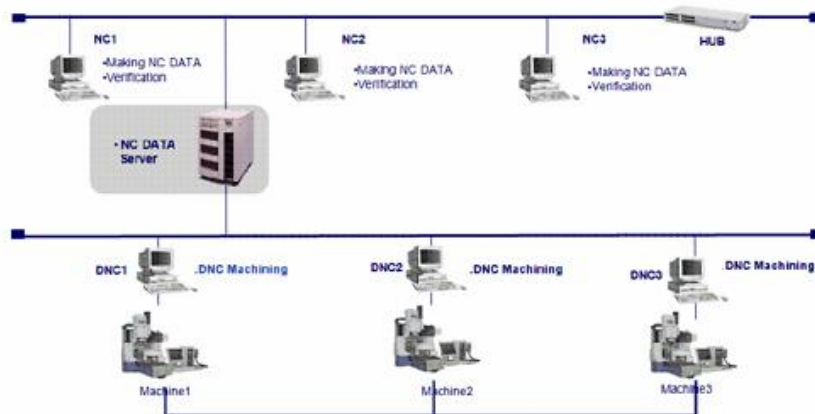 NC1
•Making NC DATA
•Verification
NC2
•Making NC DATA
•Verification
NC3
•Making NC DATA
•Verification
HUB
• NC DATA
Server
DNC1
.DNC Machining
DNC2
.DNC Machining
DNC3
.DNC Machining
Machine1
Machine2
Machine3